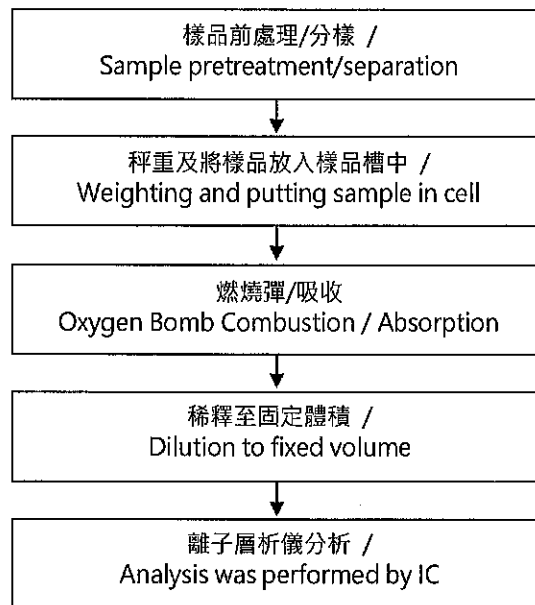 樣品前處理/分樣 /
Sample pretreatment/separation
秤重及將樣品放入樣品槽中 /
Weighting and putting sample in cell
燃燒彈/吸收
Oxygen Bomb Combustion / Absorption
稀釋至固定體積 /
Dilution to fixed volume
離子層析儀分析 /
Analysis was performed by IC